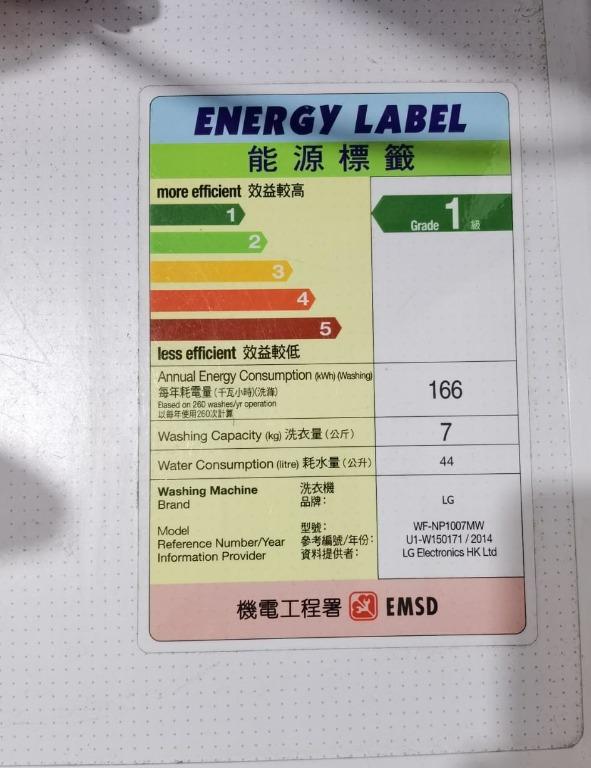 ENERGY LABEL
能源標籤
more efficient 效益較高
1
2
3
4
5
less efficient 效益較低
Grade 1 級
Annual Energy Consumption (kWh) (Washing)
每年耗電量 (千瓦小時)(洗滌)
Based on 260 washes/yr operation
以每年使用260次計算
166
Washing Capacity (kg) 洗衣量 (公斤)
7
Water Consumption (litre) 耗水量 (公升)
44
Washing Machine 洗衣機
Brand 品牌：
LG
Model 型號：
WF-NP1007MW
Reference Number/Year 參考編號/年份：
U1-W150171 / 2014
Information Provider 資料提供者：
LG Electronics HK Ltd
機電工程署 EMSD